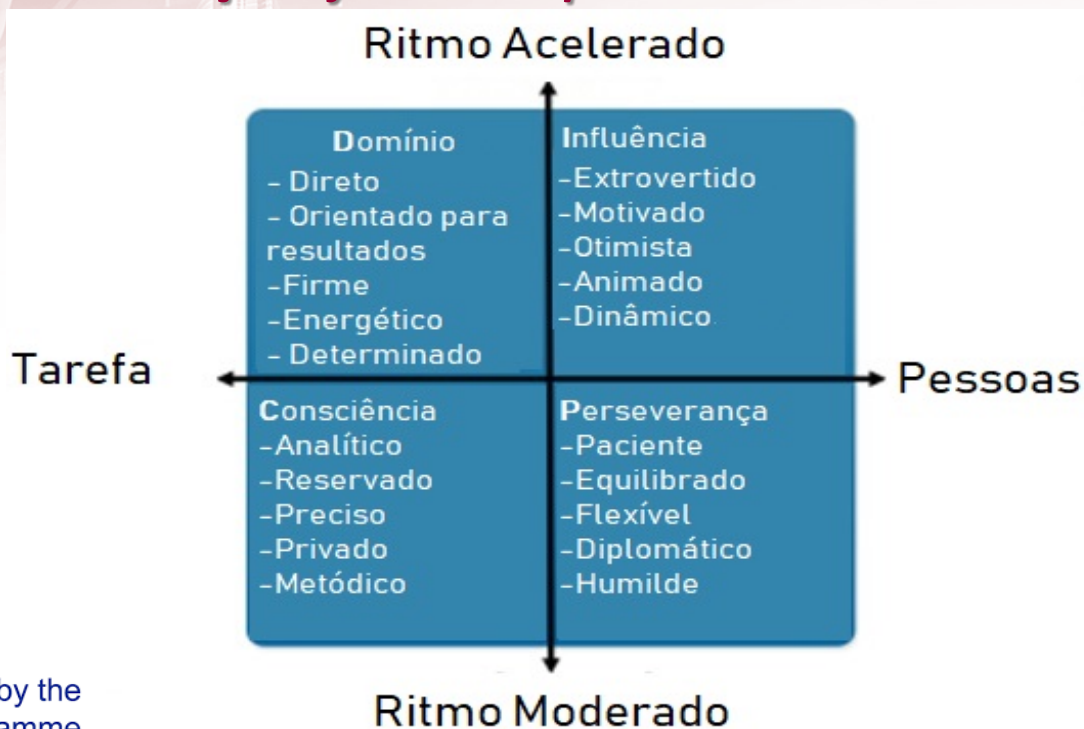 Ritmo Acelerado
Domínio
- Direto
- Orientado para
resultados
-Firme
-Energético
- Determinado
Influência
-Extrovertido
-Motivado
-Otimista
-Animado
-Dinâmico
Tarefa
Pessoas
Consciência
-Analítico
-Reservado
-Preciso
-Privado
-Metódico
Perseverança
-Paciente
-Equilibrado
-Flexível
-Diplomático
-Humilde
by the
Ritmo Moderado